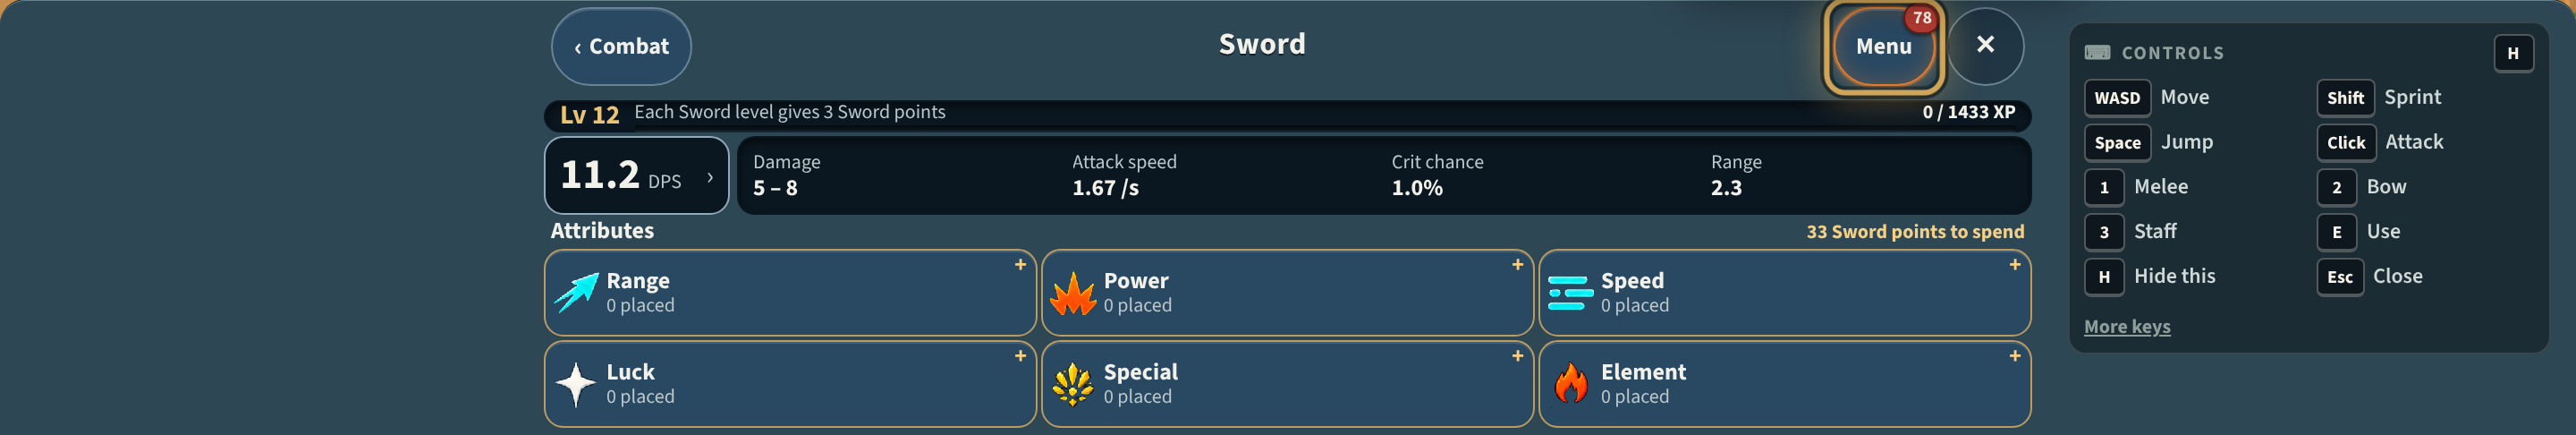 ‹ Combat
Sword
Menu
78
×
Lv 12 Each Sword level gives 3 Sword points 0 / 1433 XP
11.2 DPS ›
Damage
5 – 8
Attack speed
1.67 /s
Crit chance
1.0%
Range
2.3
Attributes
33 Sword points to spend
Range
0 placed
+
Power
0 placed
+
Speed
0 placed
+
Luck
0 placed
+
Special
0 placed
+
Element
0 placed
+
CONTROLS H
WASD Move Shift Sprint
Space Jump Click Attack
1 Melee 2 Bow
3 Staff E Use
H Hide this Esc Close
More keys